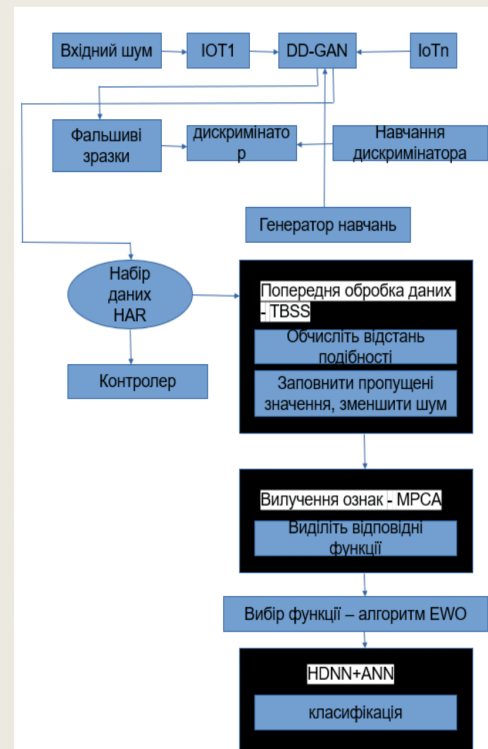 Вхідний шум
IOT1
DD-GAN
IoTn
Фальшиві
зразки
дискримінато
р
Навчання
дискримінатора
Генератор навчань
Набір
даних
HAR
Контролер
Попередня обробка даних
- TBSS
Обчисліть відстань
подібності
Заповнити пропущені
значення, зменшити шум
Вилучення ознак - MPCA
Виділіть відповідні
функції
Вибір функції – алгоритм EWO
HDNN+ANN
класифікація